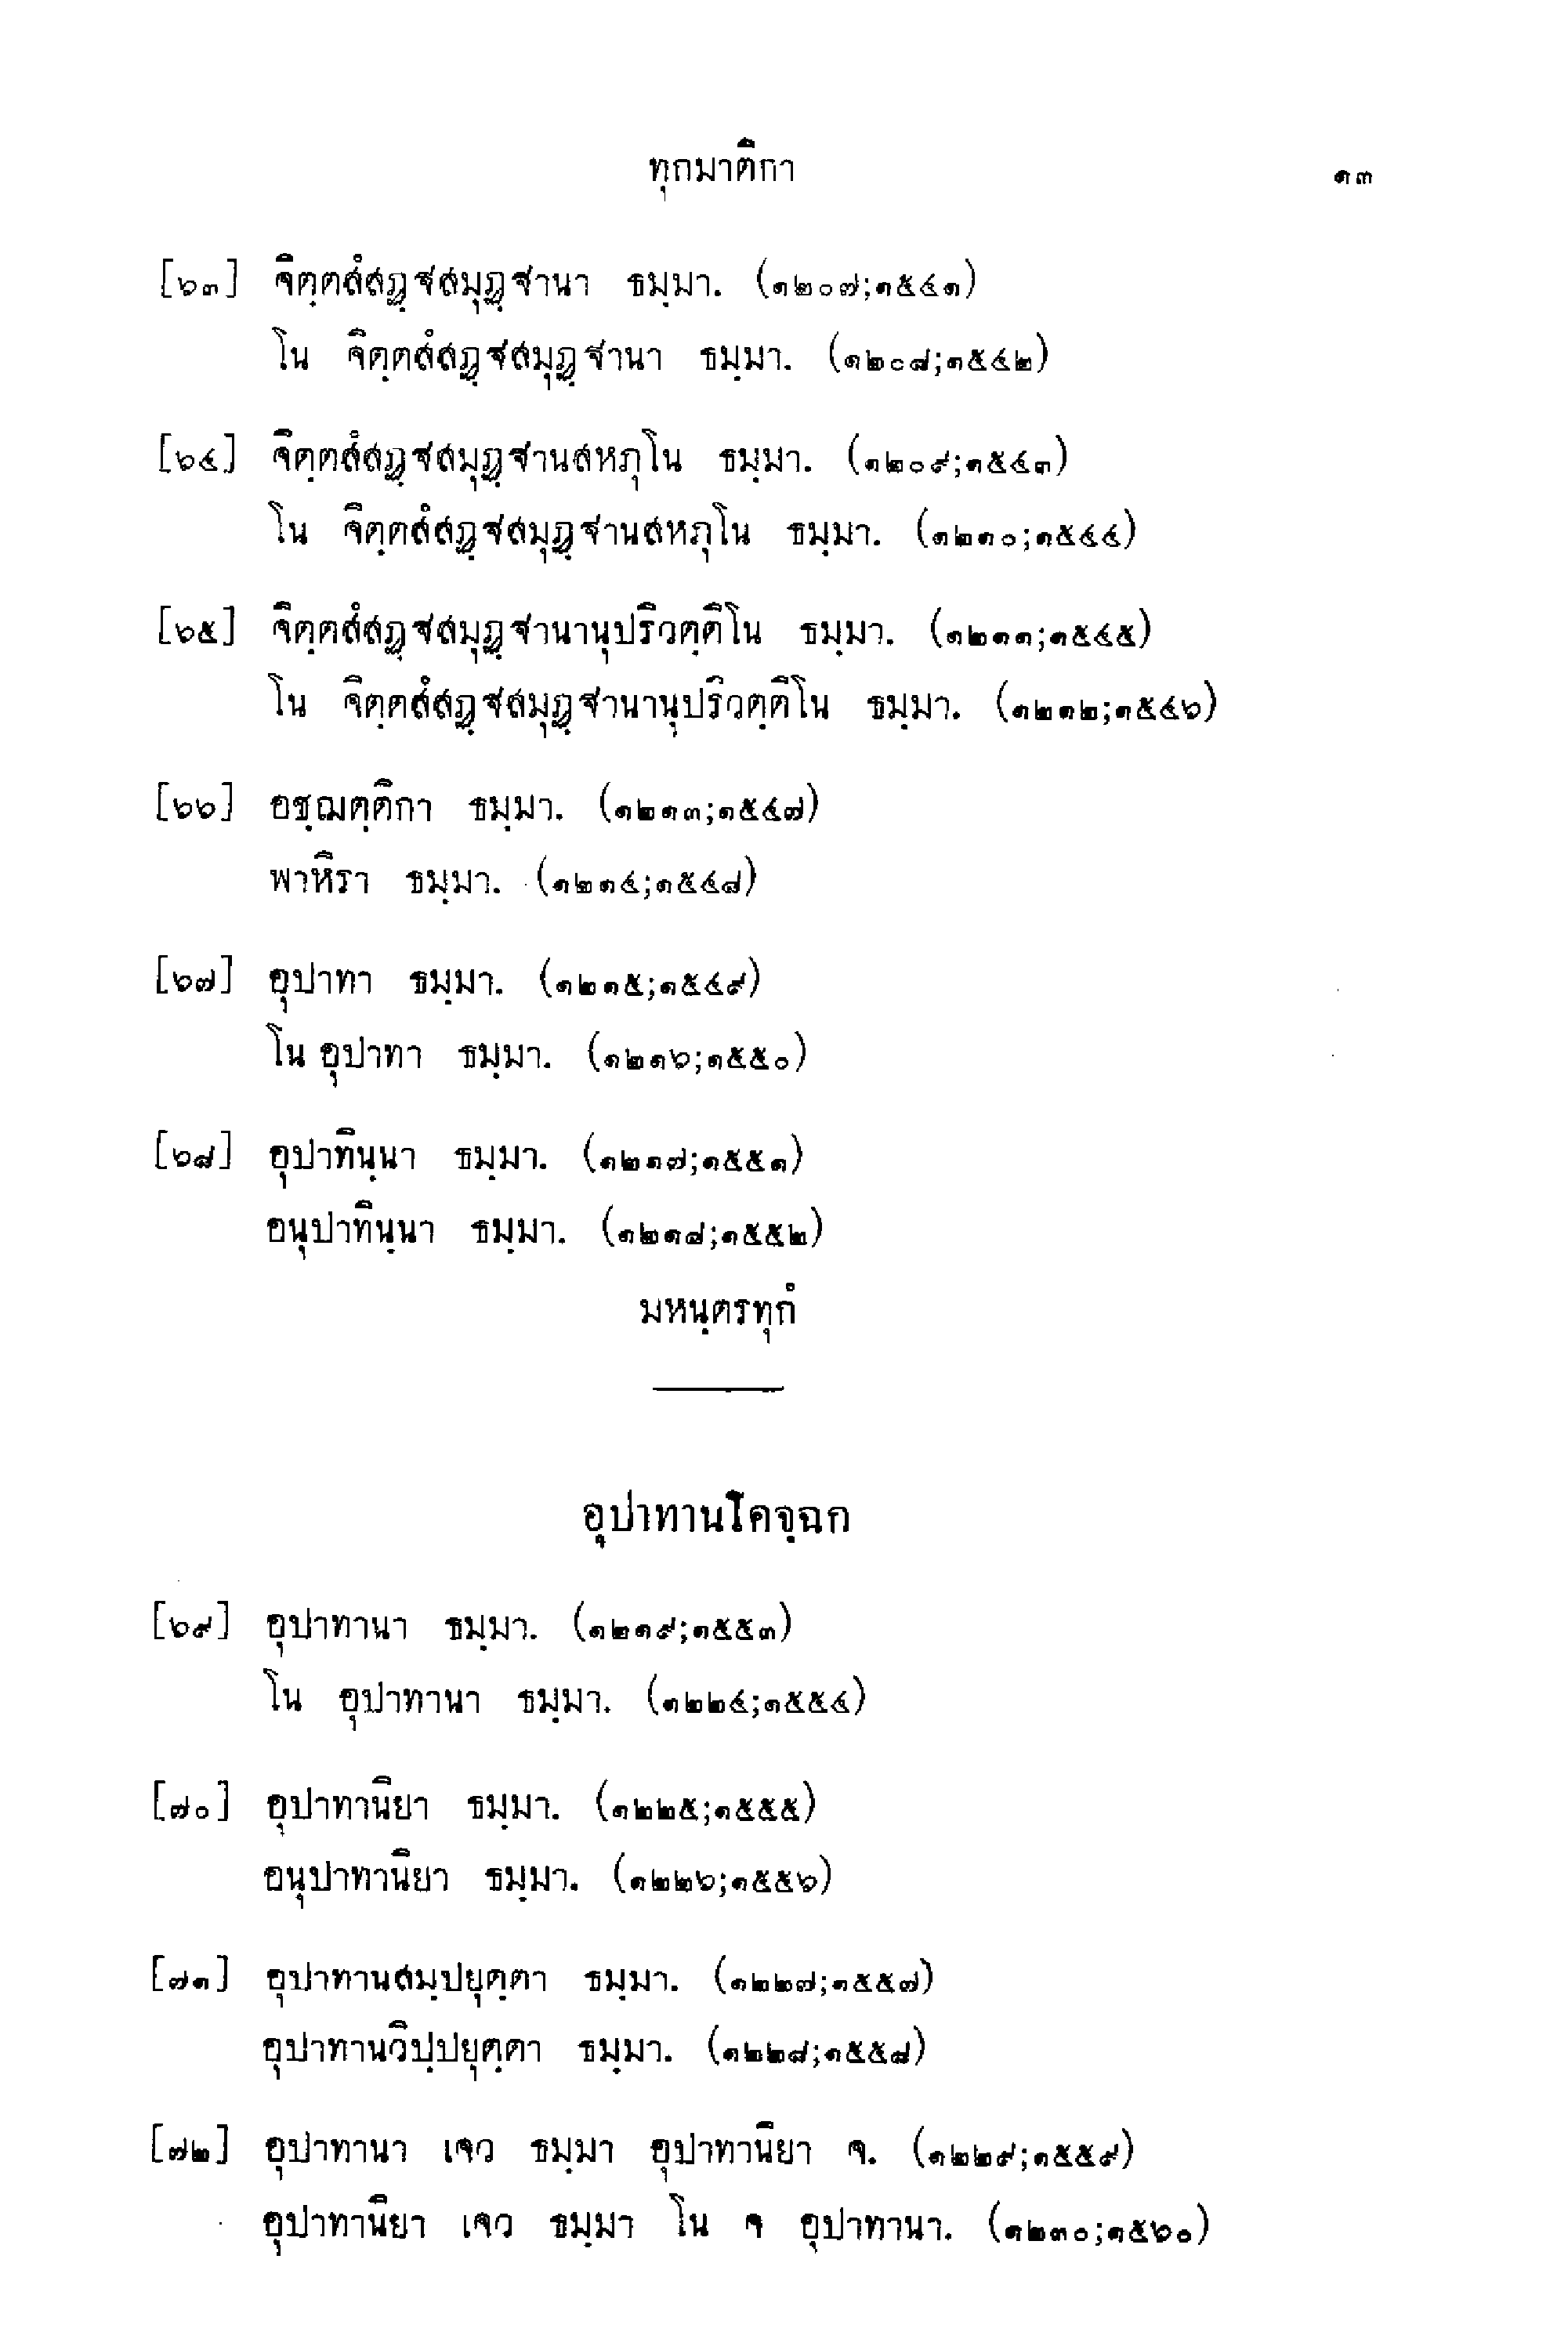 ทุกมาติกา ๑๓
[๖๓] จิตฺตสํสฏฺฐสมุฏฺฐานา ธมฺมา. (๑๒๐๗;๑๕๔๑)
โน จิตฺตสํสฏฺฐสมุฏฺฐานา ธมฺมา. (๑๒๐๘;๑๕๔๒)
[๖๔] จิตฺตสํสฏฺฐสมุฏฺฐานสหภุโน ธมฺมา. (๑๒๐๙;๑๕๔๓)
โน จิตฺตสํสฏฺฐสมุฏฺฐานสหภุโน ธมฺมา. (๑๒๑๐;๑๕๔๔)
[๖๕] จิตฺตสํสฏฺฐสมุฏฺฐานานุปริวตฺติโน ธมฺมา. (๑๒๑๑;๑๕๔๕)
โน จิตฺตสํสฏฺฐสมุฏฺฐานานุปริวตฺติโน ธมฺมา. (๑๒๑๒;๑๕๔๖)
[๖๖] อชฺฌตฺติกา ธมฺมา. (๑๒๑๓;๑๕๔๗)
พาหิรา ธมฺมา. (๑๒๑๔;๑๕๔๘)
[๖๗] อุปาทา ธมฺมา. (๑๒๑๕;๑๕๔๙)
โน อุปาทา ธมฺมา. (๑๒๑๖;๑๕๕๐)
[๖๘] อุปาทินฺนา ธมฺมา. (๑๒๑๗;๑๕๕๑)
อนุปาทินฺนา ธมฺมา. (๑๒๑๘;๑๕๕๒)
มหนฺตรทุกํ
อุปาทานโคจฺฉก
[๖๙] อุปาทานา ธมฺมา. (๑๒๑๙;๑๕๕๓)
โน อุปาทานา ธมฺมา. (๑๒๒๔;๑๕๕๔)
[๗๐] อุปาทานิยา ธมฺมา. (๑๒๒๕;๑๕๕๕)
อนุปาทานิยา ธมฺมา. (๑๒๒๖;๑๕๕๖)
[๗๑] อุปาทานสมฺปยุตฺตา ธมฺมา. (๑๒๒๗;๑๕๕๗)
อุปาทานวิปฺปยุตฺตา ธมฺมา. (๑๒๒๘;๑๕๕๘)
[๗๒] อุปาทานา เจว ธมฺมา อุปาทานิยา จ. (๑๒๒๙;๑๕๕๙)
อุปาทานิยา เจว ธมฺมา โน จ อุปาทานา. (๑๒๓๐;๑๕๖๐)